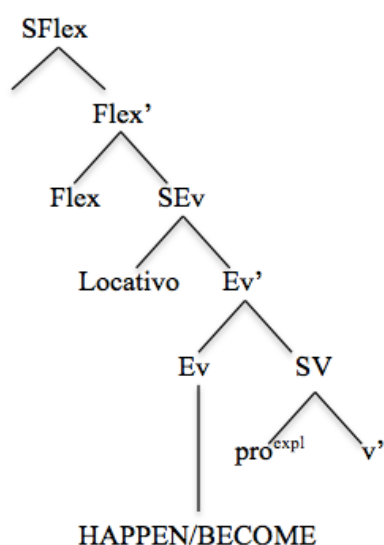 SFlex
Flex’
Flex SEv
Locativo Ev’
Ev SV
pro^expl v’
HAPPEN/BECOME